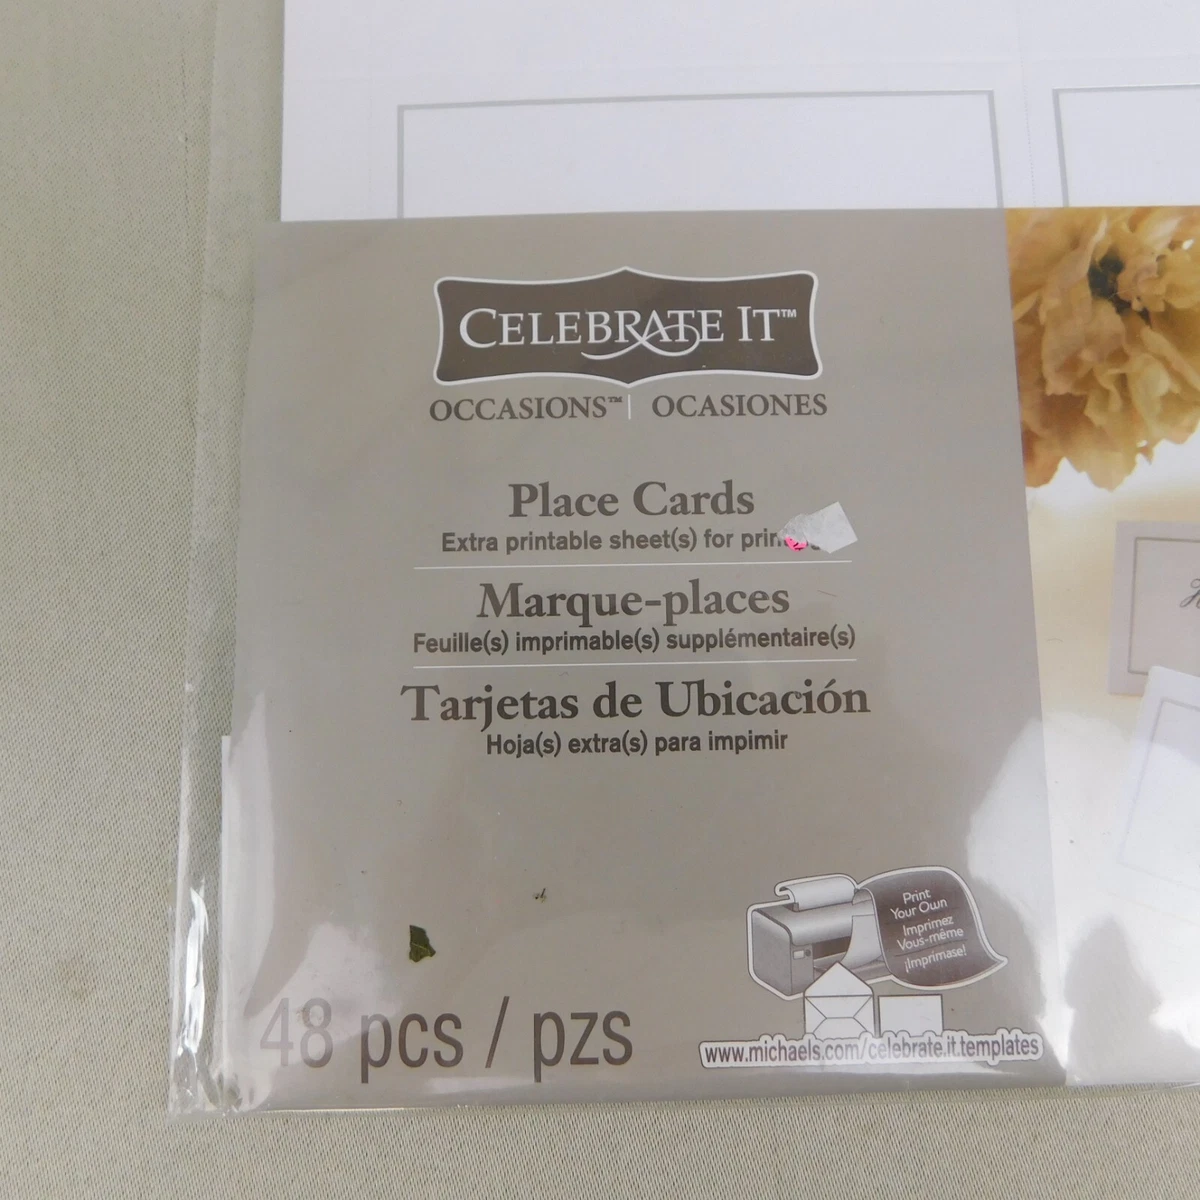 CELEBRATE IT™
OCCASIONS™ | OCASIONES
Place Cards
Extra printable sheet(s) for
Marque-places
Feuille(s) imprimable(s) supplémentaire(s)
Tarjetas de Ubicación
Hoja(s) extra(s) para impimir
Print
Your Own
Imprimez
Vous-même
¡Imprímase!
48 pcs / pzs
www.michaels.com/celebrate.it.templates